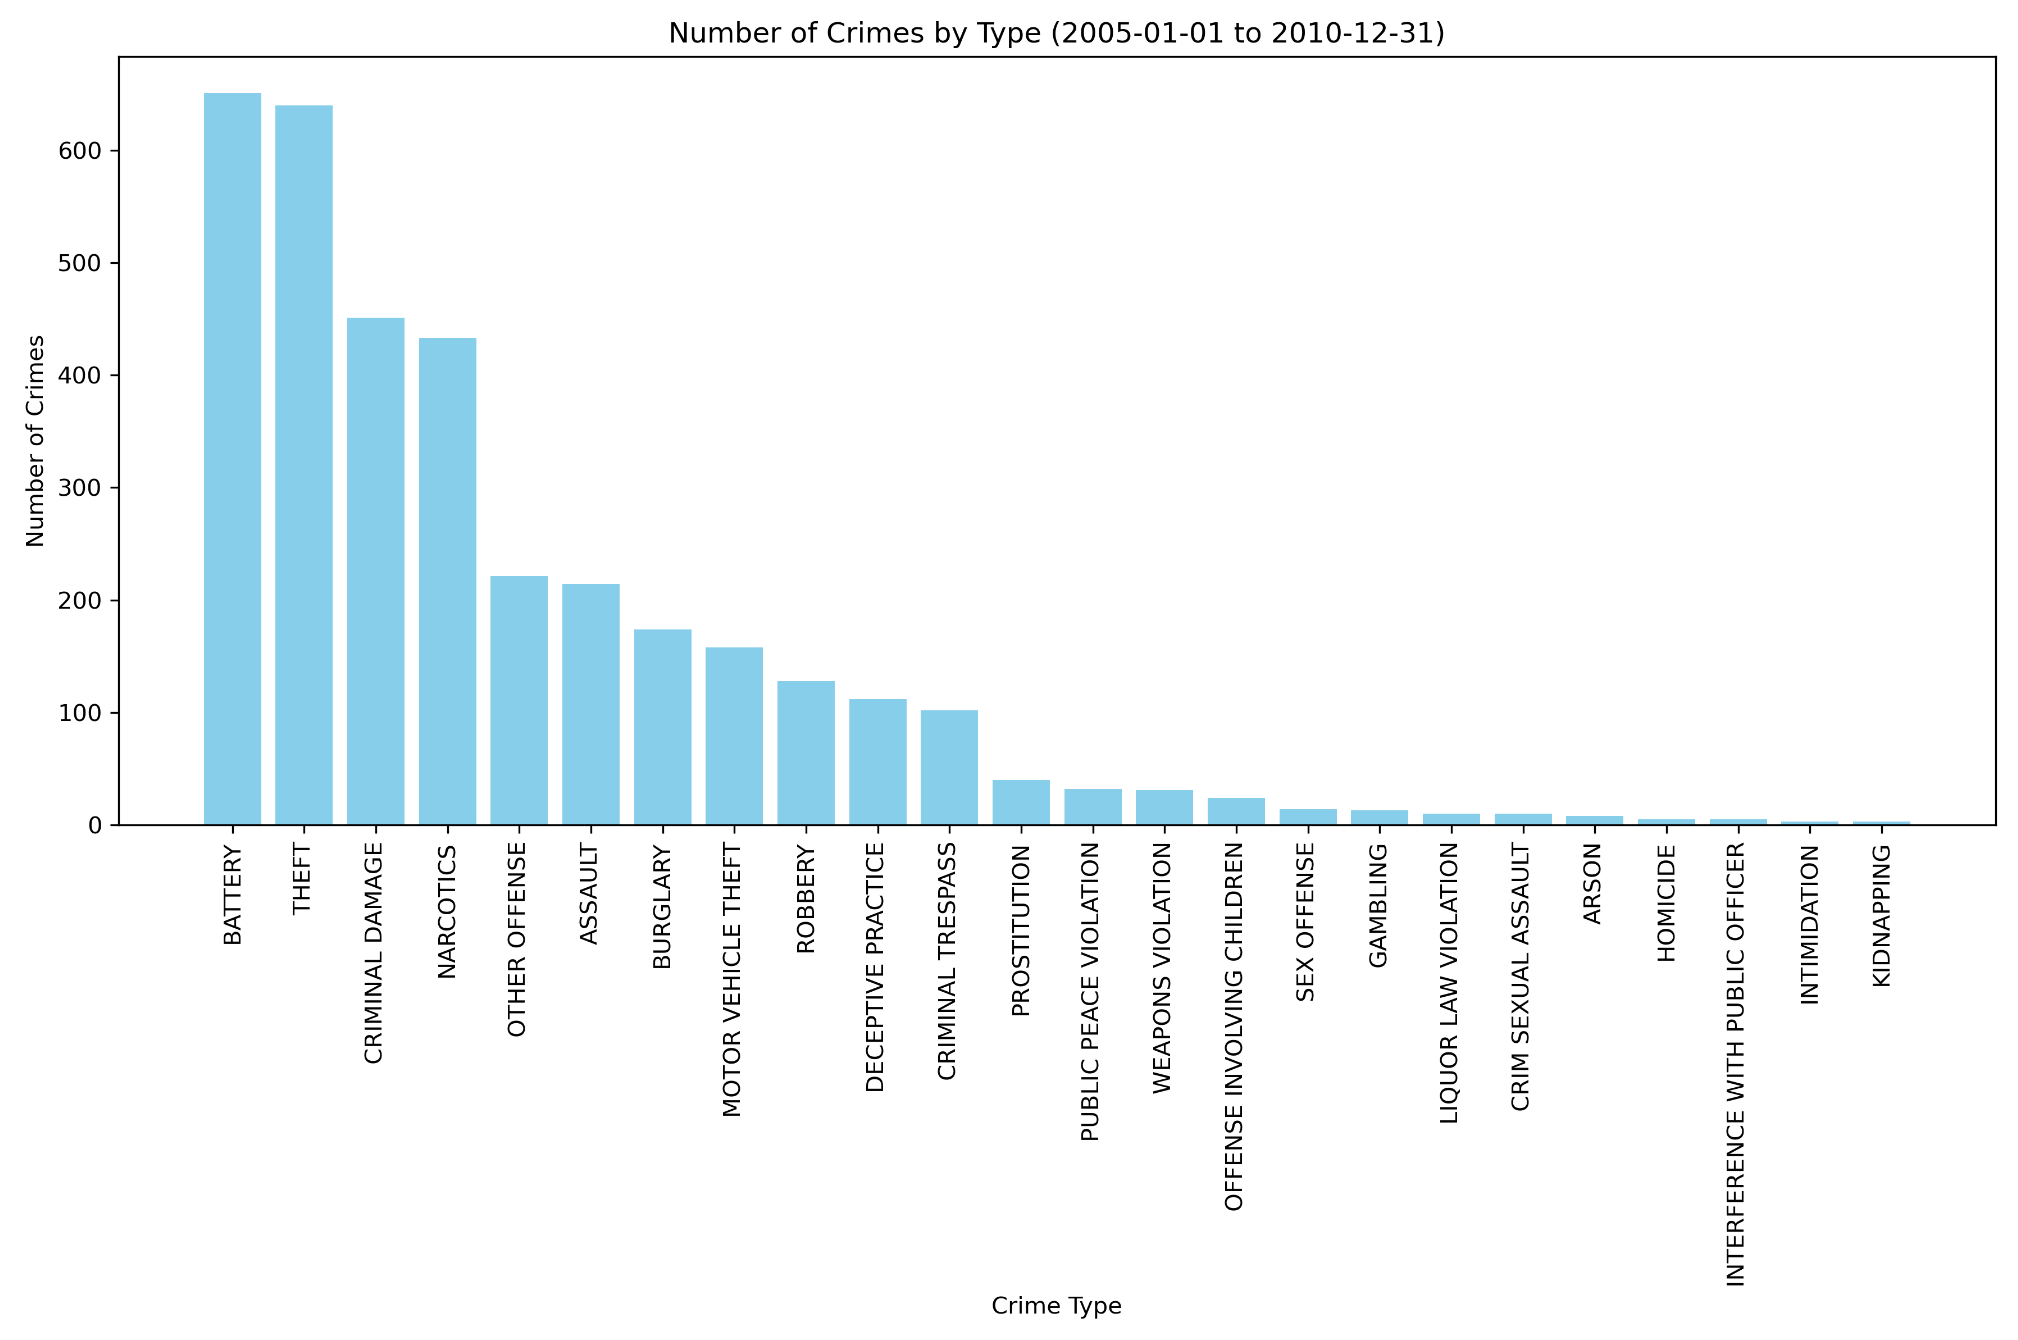 Number of Crimes by Type (2005-01-01 to 2010-12-31)
Number of Crimes
600
500
400
300
200
100
0
BATTERY
THEFT
CRIMINAL DAMAGE
NARCOTICS
OTHER OFFENSE
ASSAULT
BURGLARY
MOTOR VEHICLE THEFT
ROBBERY
DECEPTIVE PRACTICE
CRIMINAL TRESPASS
PROSTITUTION
PUBLIC PEACE VIOLATION
WEAPONS VIOLATION
OFFENSE INVOLVING CHILDREN
SEX OFFENSE
GAMBLING
LIQUOR LAW VIOLATION
CRIM SEXUAL ASSAULT
ARSON
HOMICIDE
INTERFERENCE WITH PUBLIC OFFICER
INTIMIDATION
KIDNAPPING
Crime Type